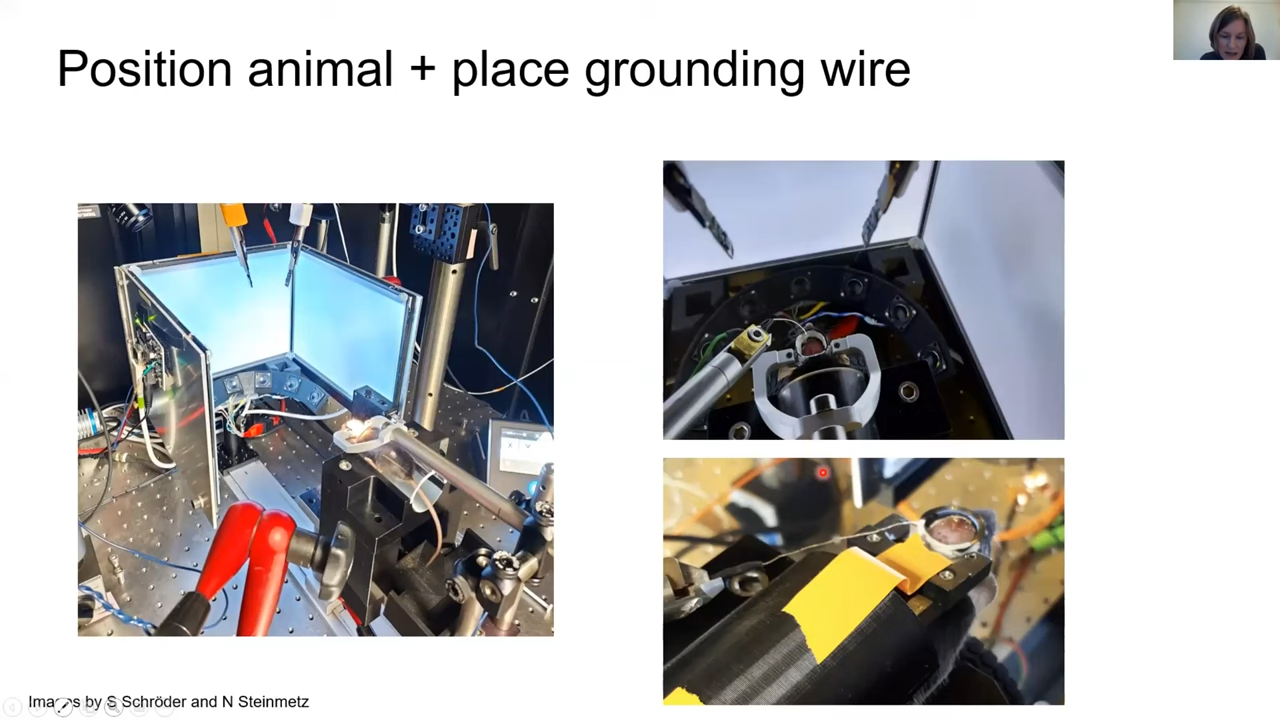 Position animal + place grounding wire
Images by S Schröder and N Steinmetz